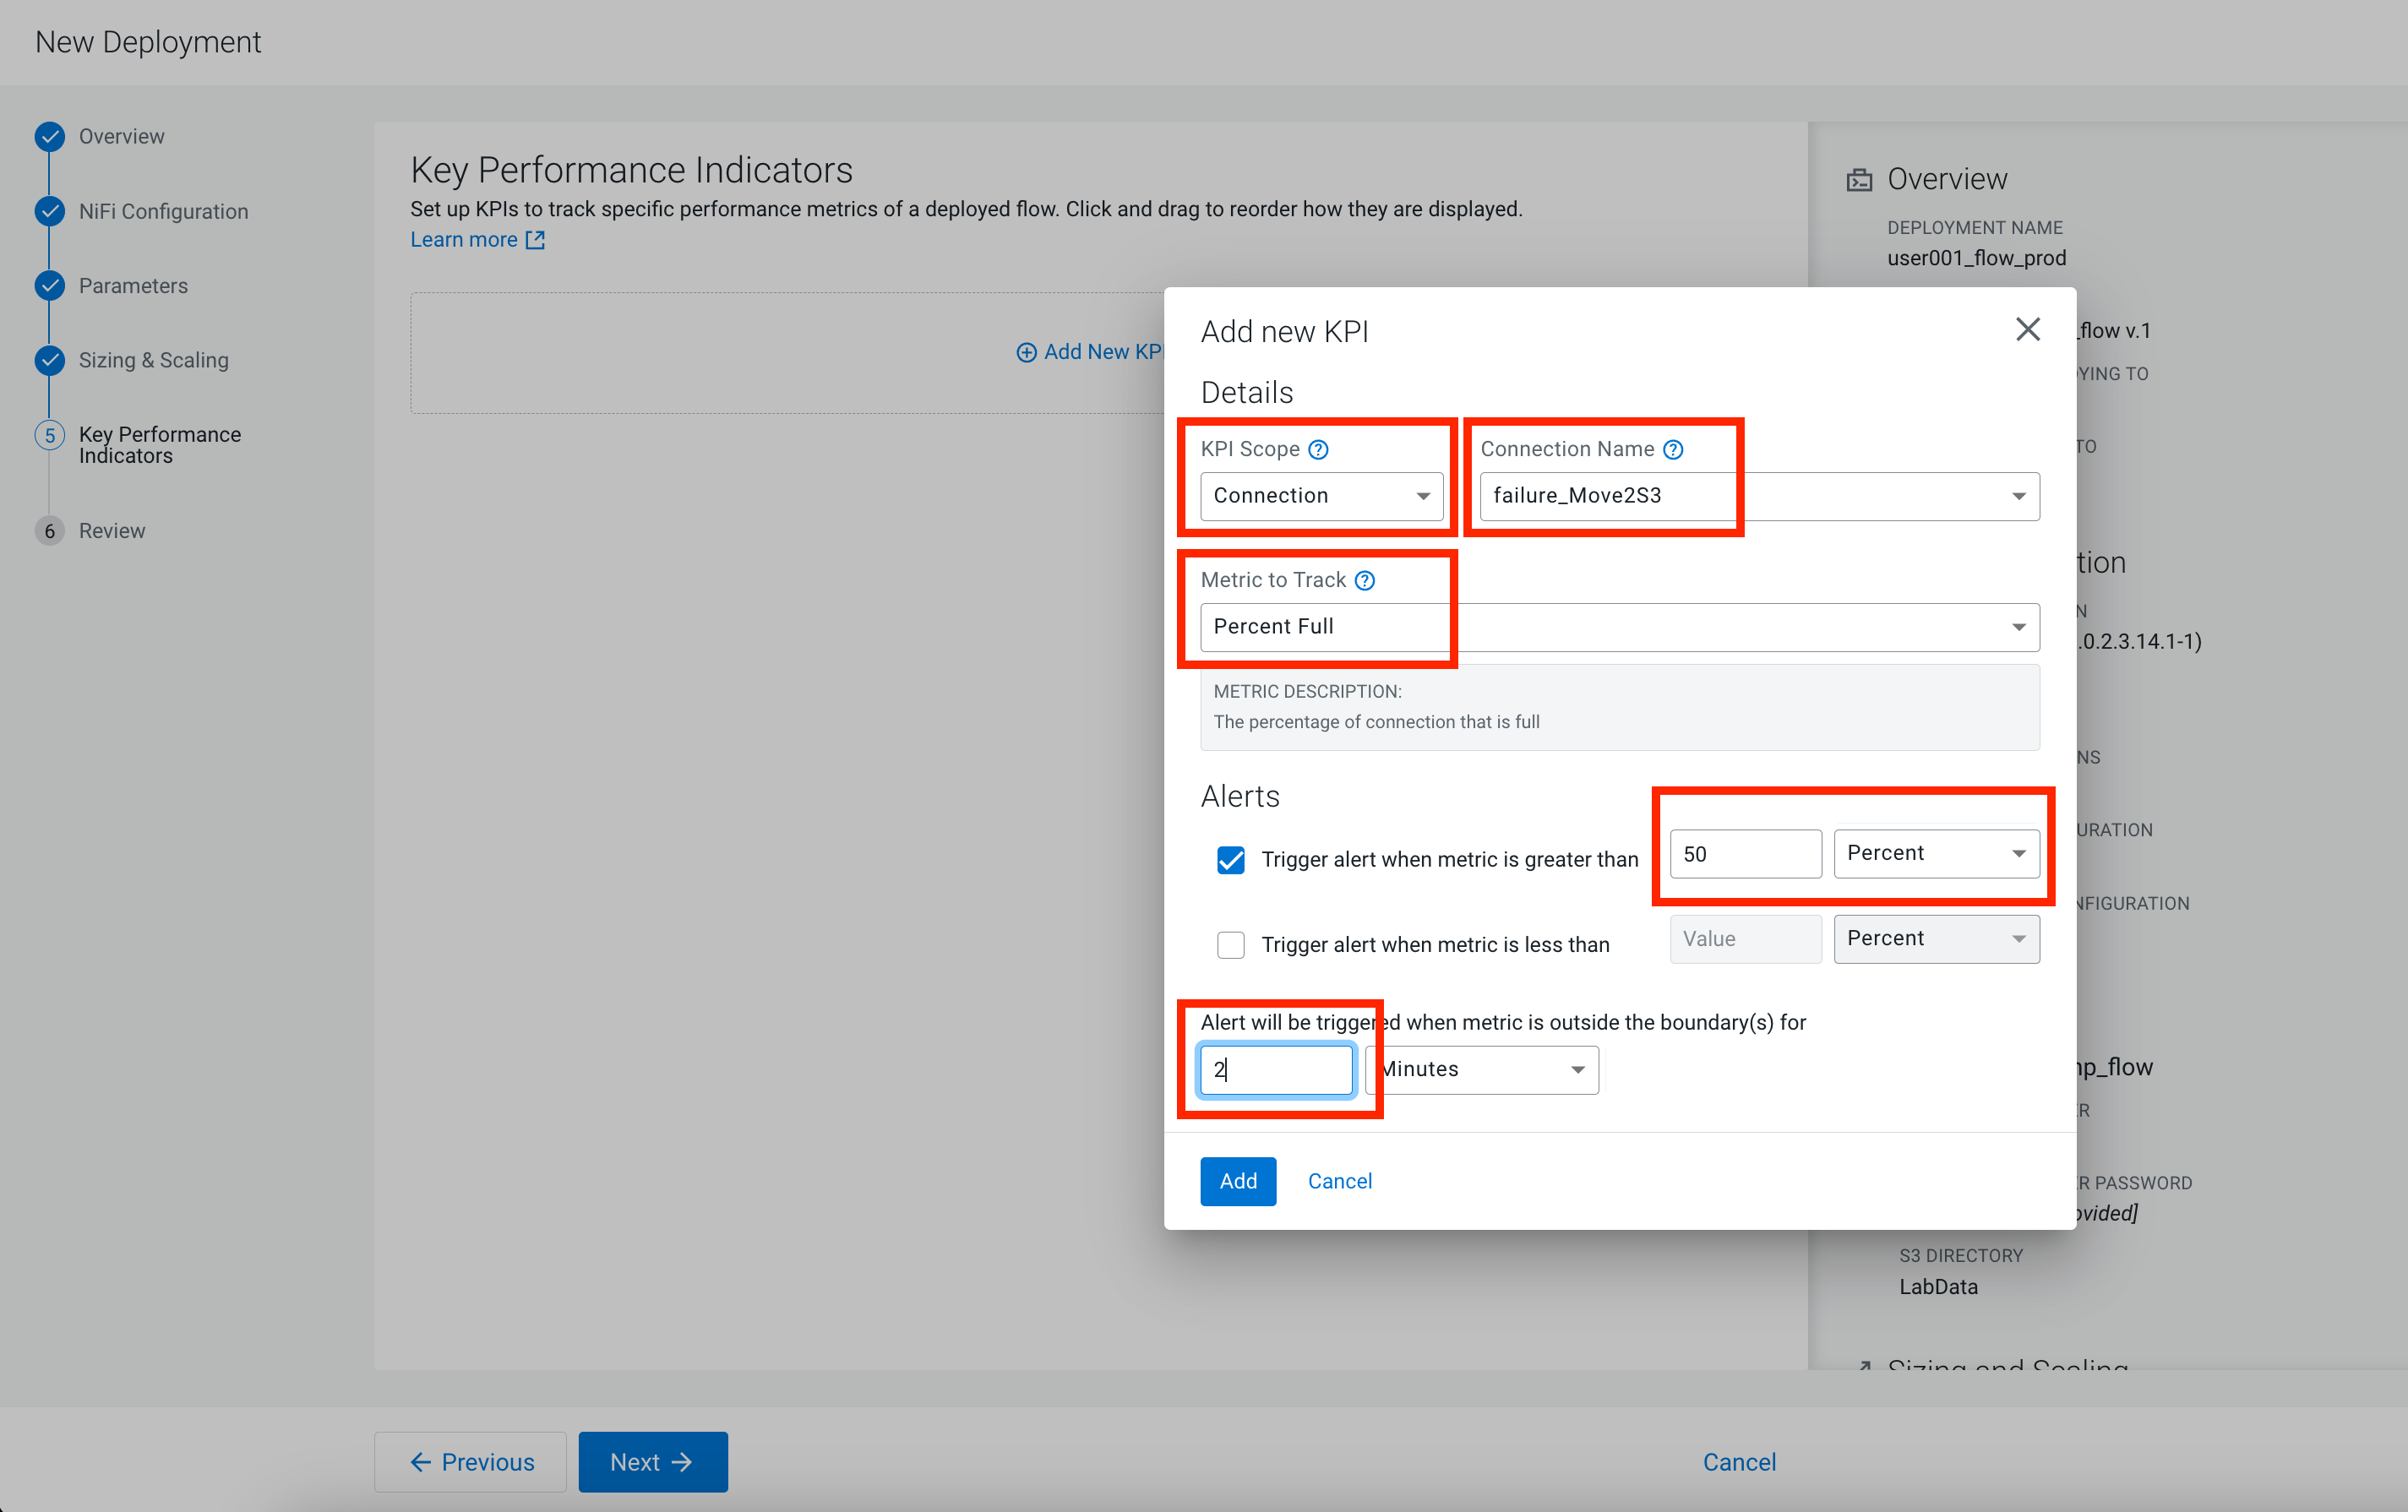 New Deployment
Overview
NiFi Configuration
Parameters
Sizing & Scaling
5 Key Performance
Indicators
6 Review
Key Performance Indicators
Set up KPIs to track specific performance metrics of a deployed flow. Click and drag to reorder how they are displayed.
Learn more
Add New KPI
Add new KPI
Details
KPI Scope ? Connection Name ?
Connection failure_Move2S3
Metric to Track ?
Percent Full
METRIC DESCRIPTION:
The percentage of connection that is full
Alerts
Trigger alert when metric is greater than 50 Percent
Trigger alert when metric is less than Value Percent
Alert will be triggered when metric is outside the boundary(s) for
2 Minutes
Add Cancel
Overview
DEPLOYMENT NAME
user001_flow_prod
_flow v.1
YING TO
TO
tion
N
.0.2.3.14.1-1)
NS
URATION
NFIGURATION
np_flow
ER
R PASSWORD
ovided]
S3 DIRECTORY
LabData
Sizing and Scaling
Previous Next Cancel